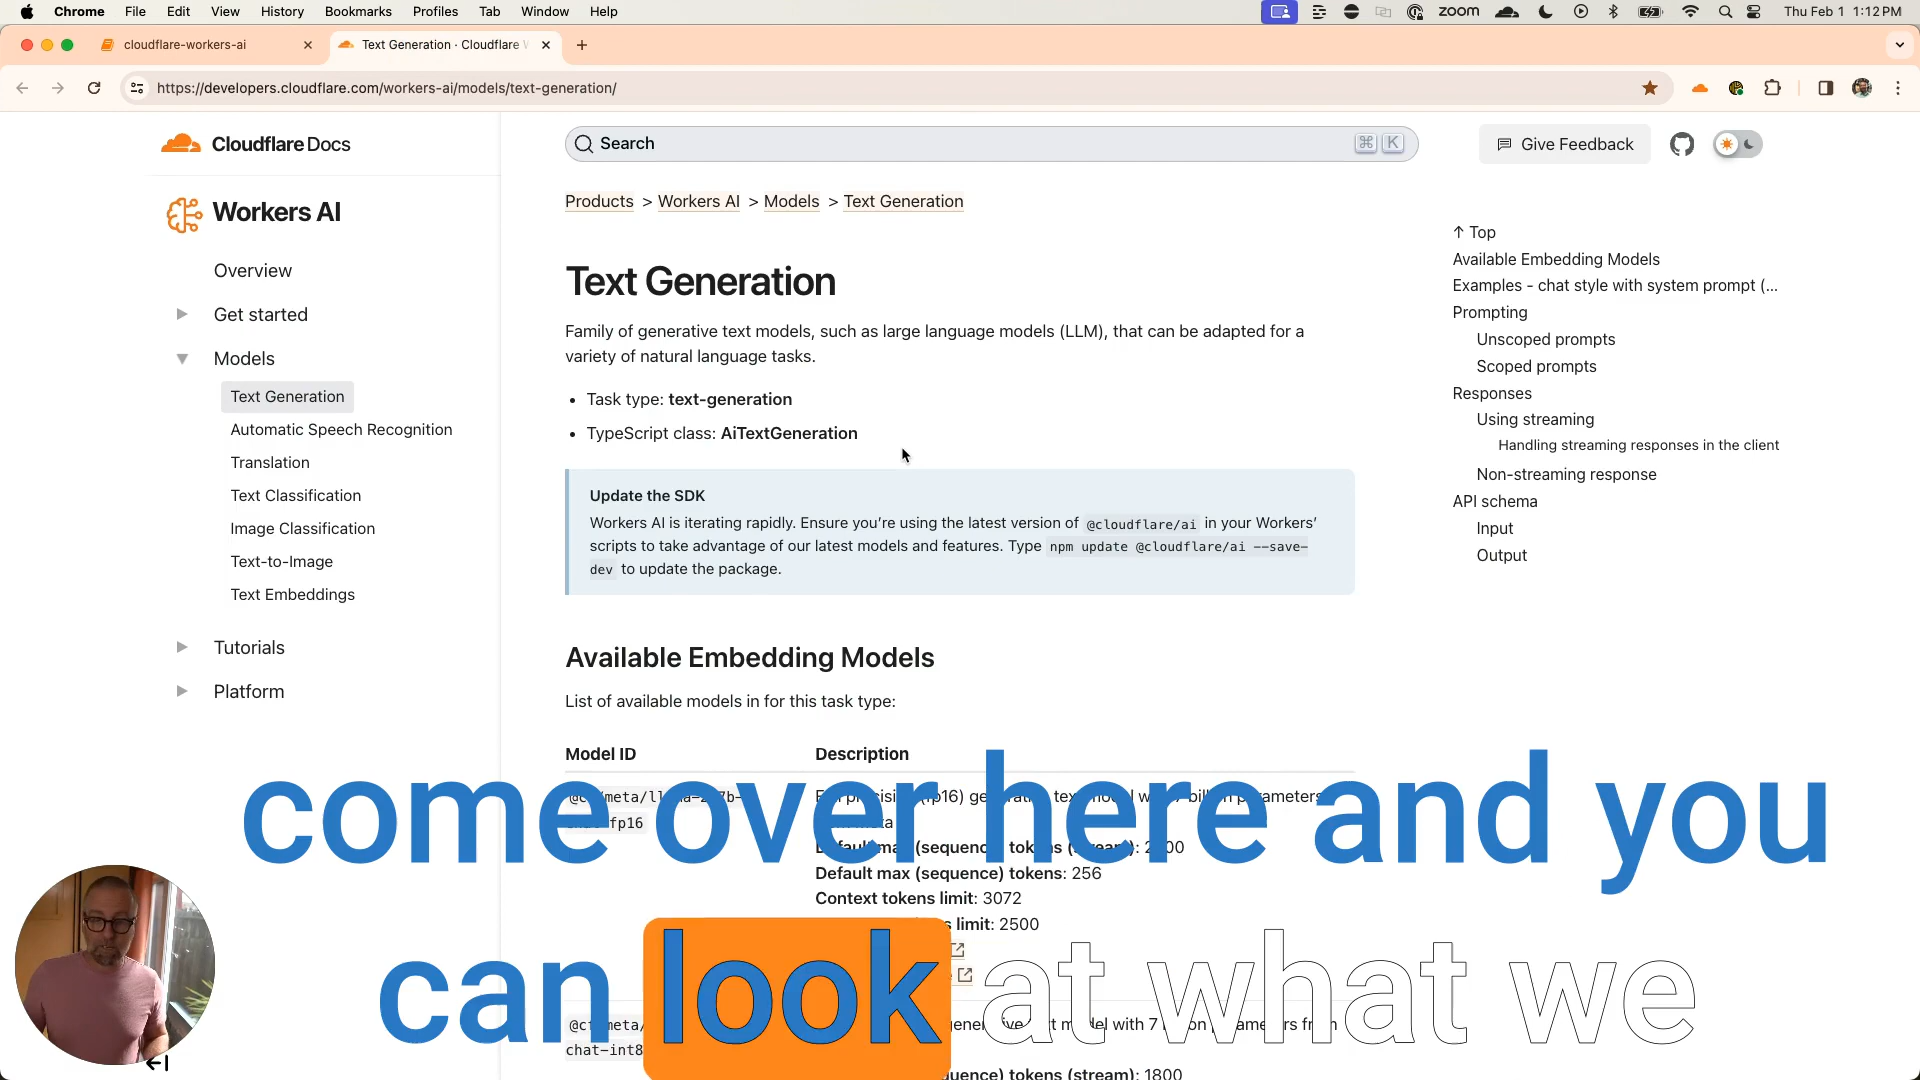 Chrome File Edit View History Bookmarks Profiles Tab Window Help
zoom Thu Feb 1 1:12 PM
cloudflare-workers-ai
Text Generation · Cloudflare W
https://developers.cloudflare.com/workers-ai/models/text-generation/
Cloudflare Docs
Search ⌘ K
Give Feedback
Workers AI
Overview
Get started
Models
Text Generation
Automatic Speech Recognition
Translation
Text Classification
Image Classification
Text-to-Image
Text Embeddings
Tutorials
Platform
Products > Workers AI > Models > Text Generation
Text Generation
Family of generative text models, such as large language models (LLM), that can be adapted for a
variety of natural language tasks.
• Task type: text-generation
• TypeScript class: AiTextGeneration
Update the SDK
Workers AI is iterating rapidly. Ensure you’re using the latest version of @cloudflare/ai in your Workers’
scripts to take advantage of our latest models and features. Type npm update @cloudflare/ai --save-
dev to update the package.
Available Embedding Models
List of available models in for this task type:
Model ID Description
fp16
(sequence) tokens (stream):
Default max (sequence) tokens: 256
Context tokens limit: 3072
limit: 2500
chat-int8
tokens (stream): 1800
↑ Top
Available Embedding Models
Examples - chat style with system prompt (...
Prompting
Unscoped prompts
Scoped prompts
Responses
Using streaming
Handling streaming responses in the client
Non-streaming response
API schema
Input
Output
come over here and you
can look at what we